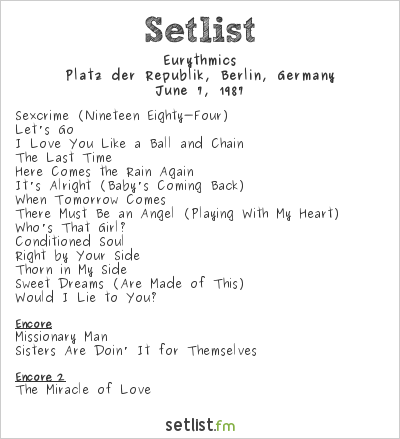 Setlist
Eurythmics
Platz der Republik, Berlin, Germany
June 7, 1987
Sexcrime (Nineteen Eighty-Four)
Let's Go
I Love You Like a Ball and Chain
The Last Time
Here Comes the Rain Again
It's Alright (Baby's Coming Back)
When Tomorrow Comes
There Must Be an Angel (Playing With My Heart)
Who's That Girl?
Conditioned Soul
Right by Your Side
Thorn in My Side
Sweet Dreams (Are Made of This)
Would I Lie to You?
Encore
Missionary Man
Sisters Are Doin' It for Themselves
Encore 2
The Miracle of Love
setlist.fm